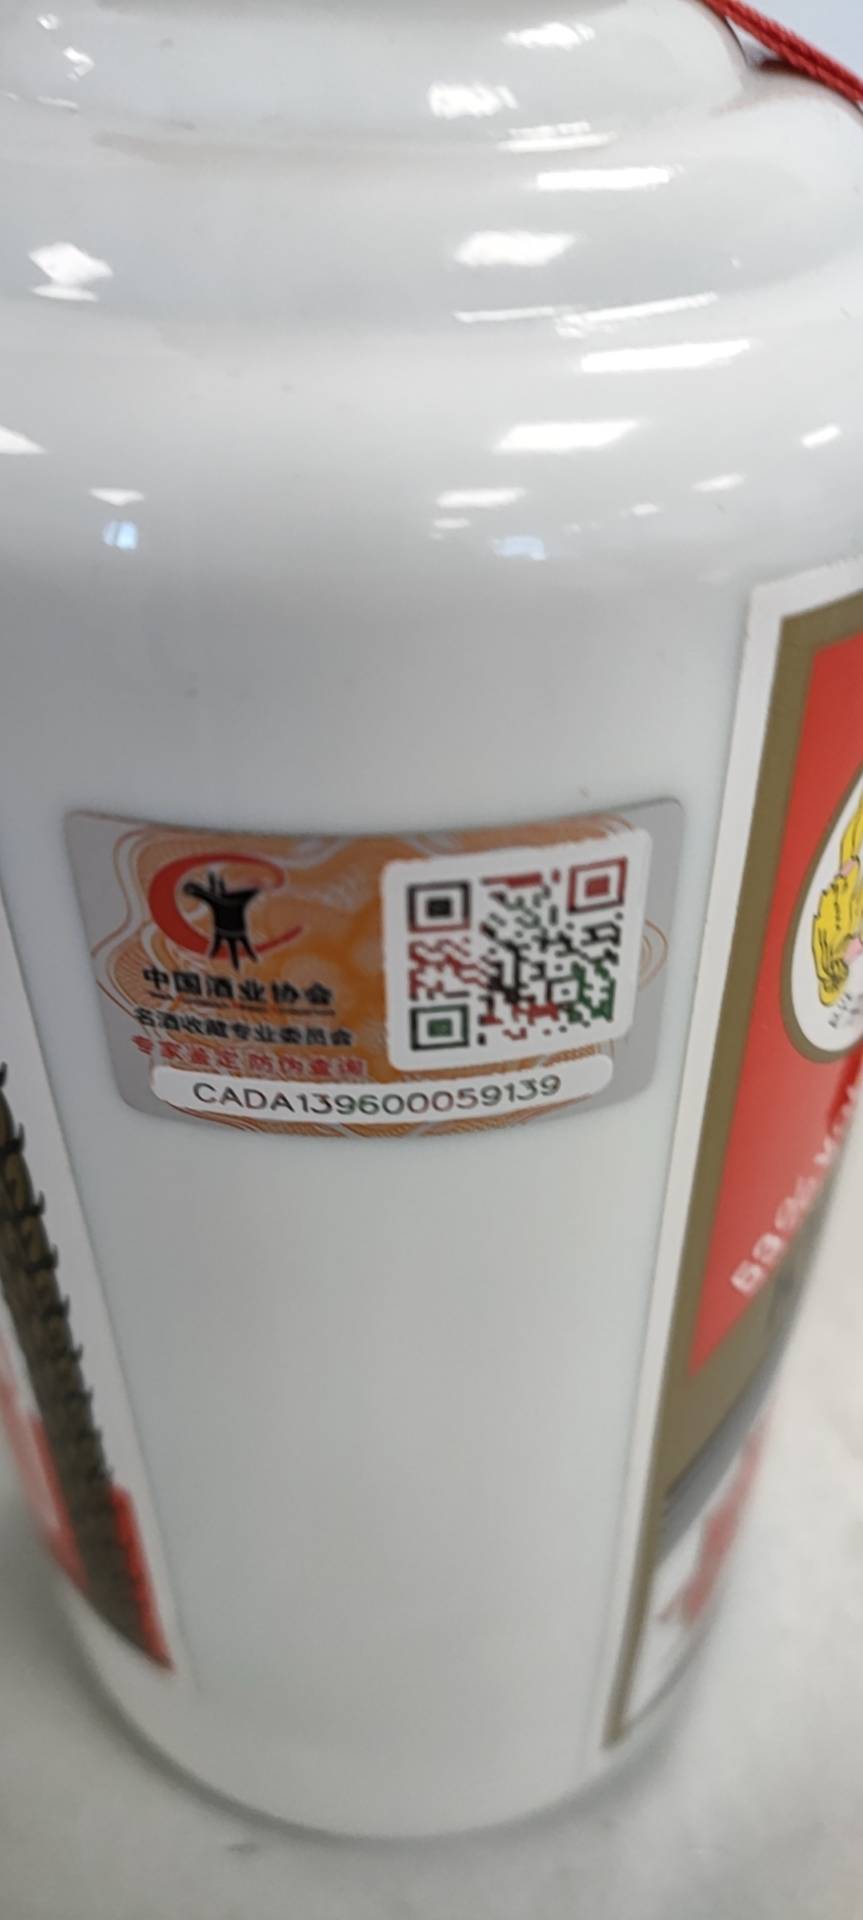 中国酒业协会
名酒收藏专业委员会
专家鉴定 防伪查询
CADA139600059139
53%